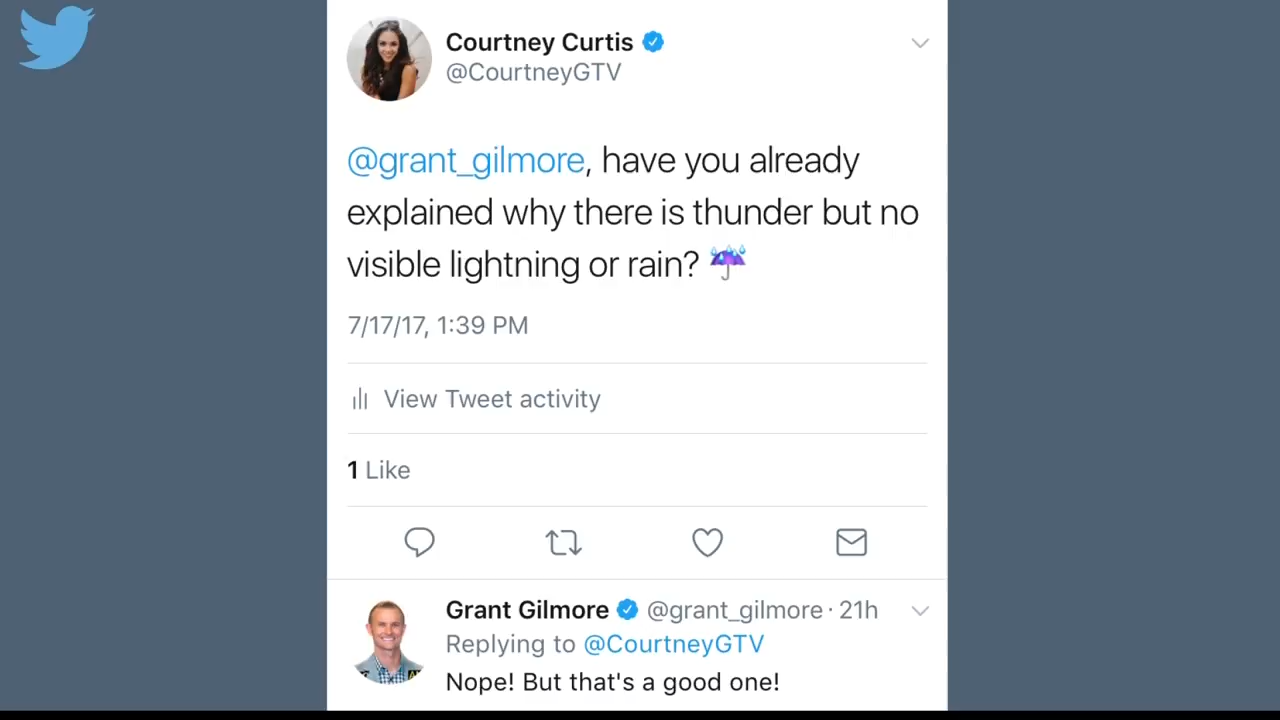 Courtney Curtis
@CourtneyGTV
@grant_gilmore, have you already
explained why there is thunder but no
visible lightning or rain? ☔
7/17/17, 1:39 PM
View Tweet activity
1 Like
Grant Gilmore @grant_gilmore · 21h
Replying to @CourtneyGTV
Nope! But that's a good one!